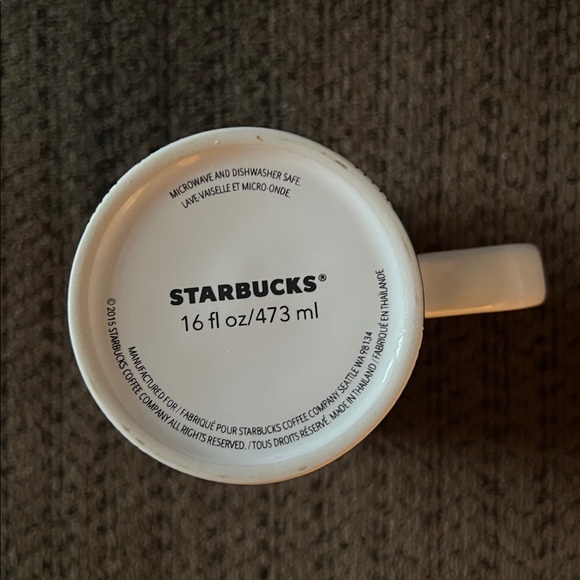 MICROWAVE AND DISHWASHER SAFE.
LAVE-VAISELLE ET MICRO-ONDE.
STARBUCKS®
16 fl oz/473 ml
MANUFACTURED FOR / FABRIQUÉ POUR STARBUCKS COFFEE COMPANY SEATTLE WA 98134
©2015 STARBUCKS COFFEE COMPANY. ALL RIGHTS RESERVED. / TOUS DROITS RÉSERVÉ. MADE IN THAILAND / FABRIQUÉ EN THAÏLANDE